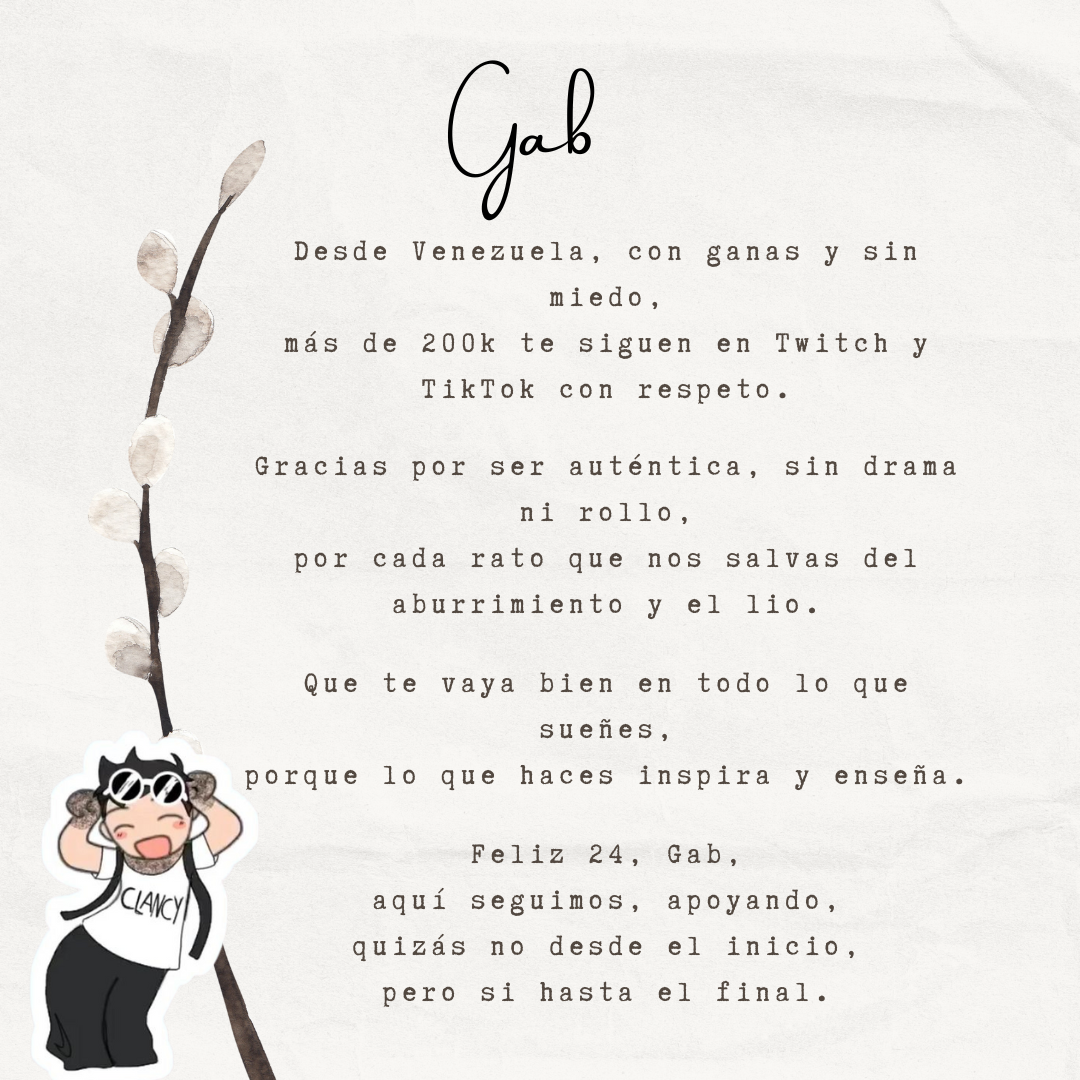 Gab
Desde Venezuela, con ganas y sin
miedo,
más de 200k te siguen en Twitch y
TikTok con respeto.
Gracias por ser auténtica, sin drama
ni rollo,
por cada rato que nos salvas del
aburrimiento y el lio.
Que te vaya bien en todo lo que
sueñes,
porque lo que haces inspira y enseña.
Feliz 24, Gab,
aquí seguimos, apoyando,
quizás no desde el inicio,
pero si hasta el final.
CLANCY